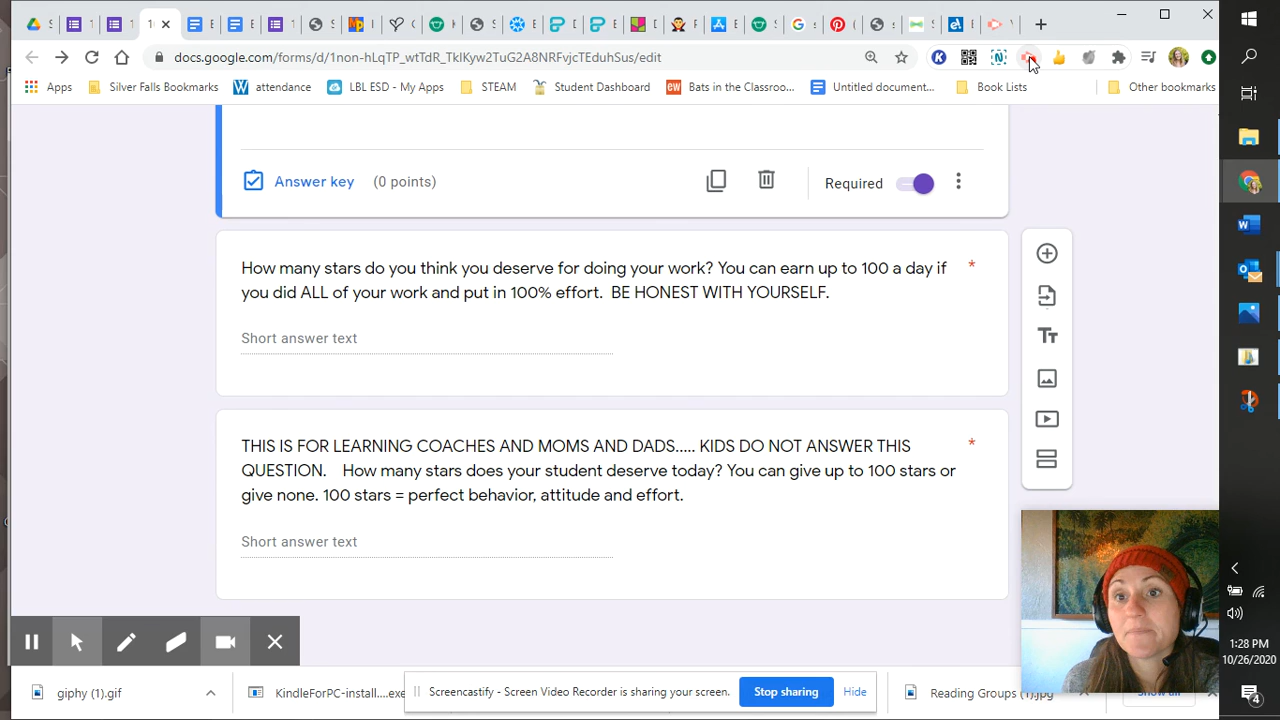 docs.google.com/forms/d/1non-hLqTP_wtTdR_TkIKyw2TuC2A8NRFvjcTEduhSus/edit
Apps
Silver Falls Bookmarks
attendance
LBL ESD - My Apps
STEAM
Student Dashboard
Bats in the Classroo...
Untitled document...
Book Lists
Other bookmarks
Answer key (0 points)
Required
How many stars do you think you deserve for doing your work? You can earn up to 100 a day if
you did ALL of your work and put in 100% effort. BE HONEST WITH YOURSELF.
*
Short answer text
THIS IS FOR LEARNING COACHES AND MOMS AND DADS..... KIDS DO NOT ANSWER THIS
QUESTION. How many stars does your student deserve today? You can give up to 100 stars or
give none. 100 stars = perfect behavior, attitude and effort.
*
Short answer text
giphy (1).gif
KindleForPC-install....exe
Screencastify - Screen Video Recorder is sharing your screen.
Stop sharing
Hide
Reading Groups (1).jpg
Show all
1:28 PM
10/26/2020
4